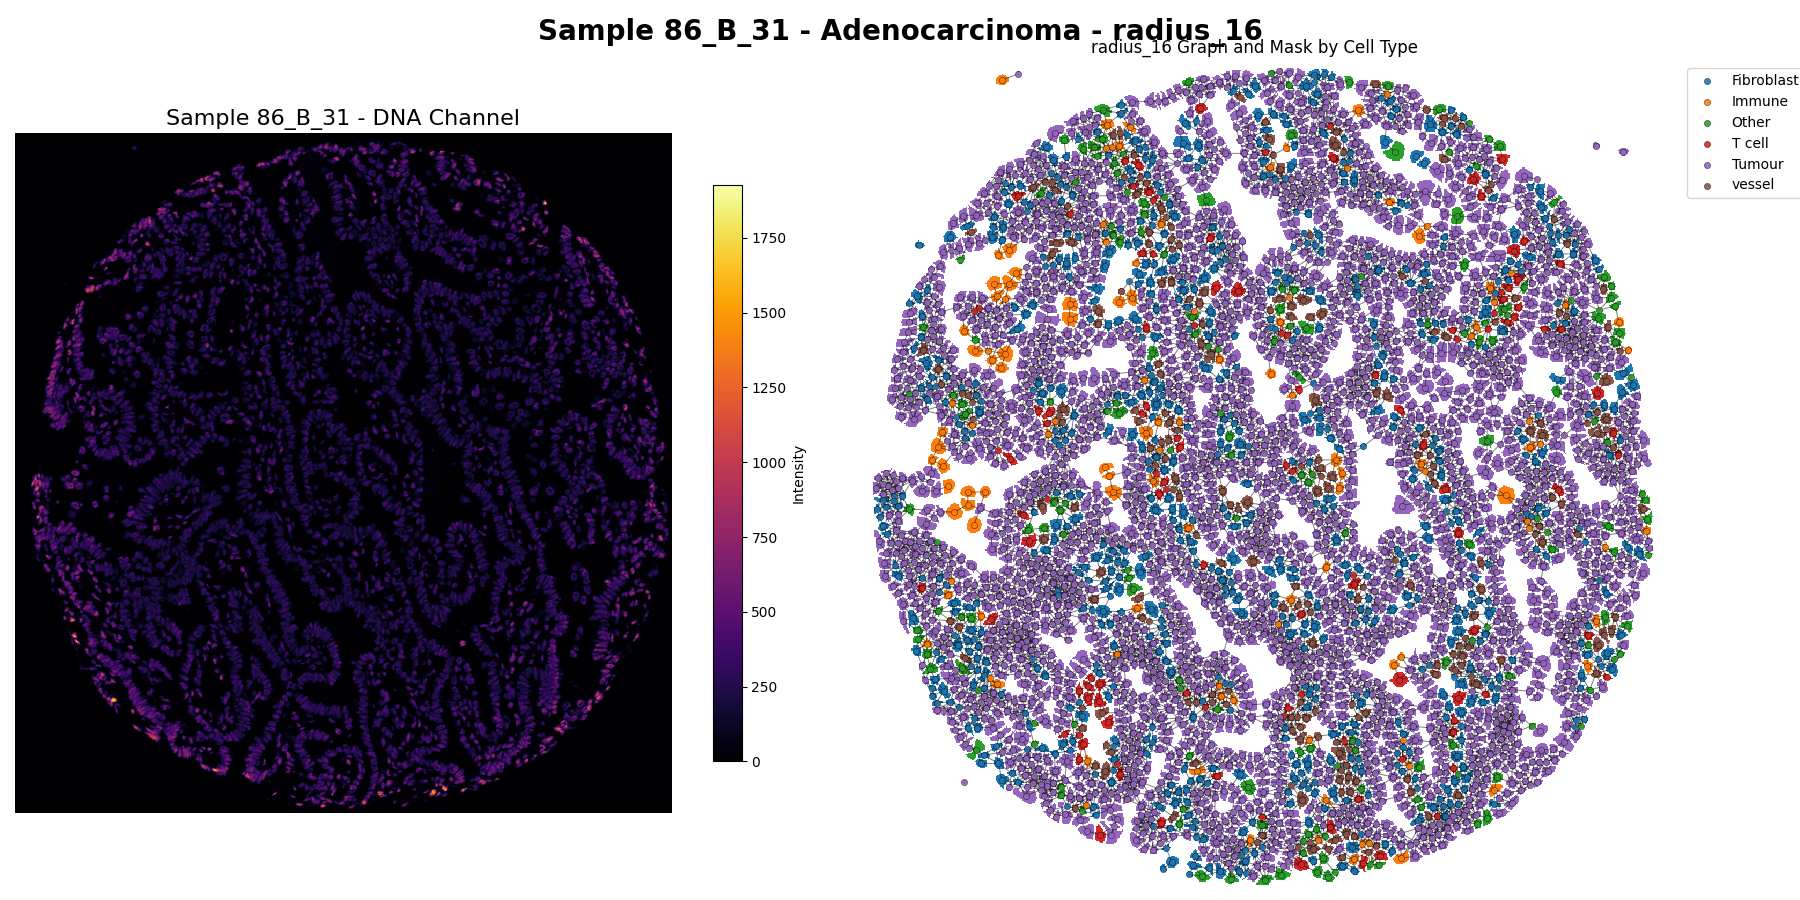 Sample 86_B_31 - Adenocarcinoma - radius_16
radius_16 Graph and Mask by Cell Type
Sample 86_B_31 - DNA Channel
1750
1500
1250
1000
750
500
250
0
Intensity
Fibroblast
Immune
Other
T cell
Tumour
vessel